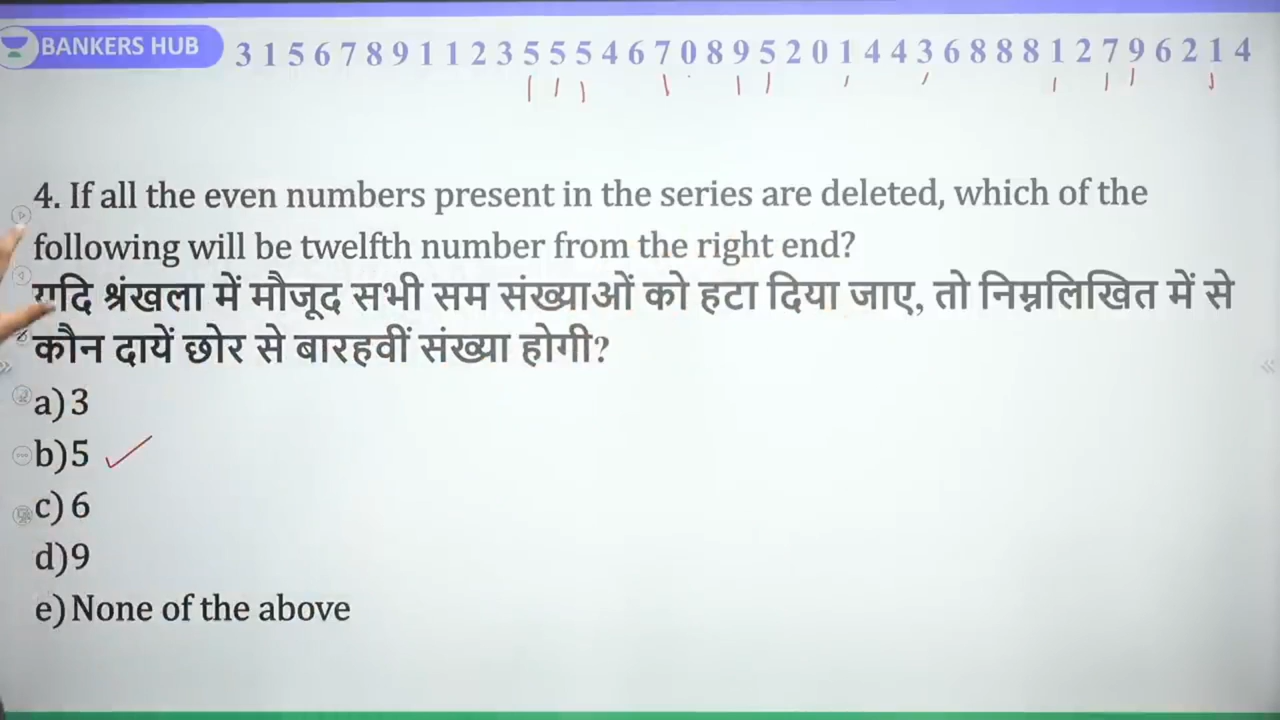 BANKERS HUB
3 1 5 6 7 8 9 1 1 2 3 5 5 5 4 6 7 0 8 9 5 2 0 1 4 4 3 6 8 8 8 1 2 7 9 6 2 1 4
4. If all the even numbers present in the series are deleted, which of the
following will be twelfth number from the right end?
यदि श्रंखला में मौजूद सभी सम संख्याओं को हटा दिया जाए, तो निम्नलिखित में से
कौन दायें छोर से बारहवीं संख्या होगी?
a) 3
b) 5
c) 6
d) 9
e) None of the above